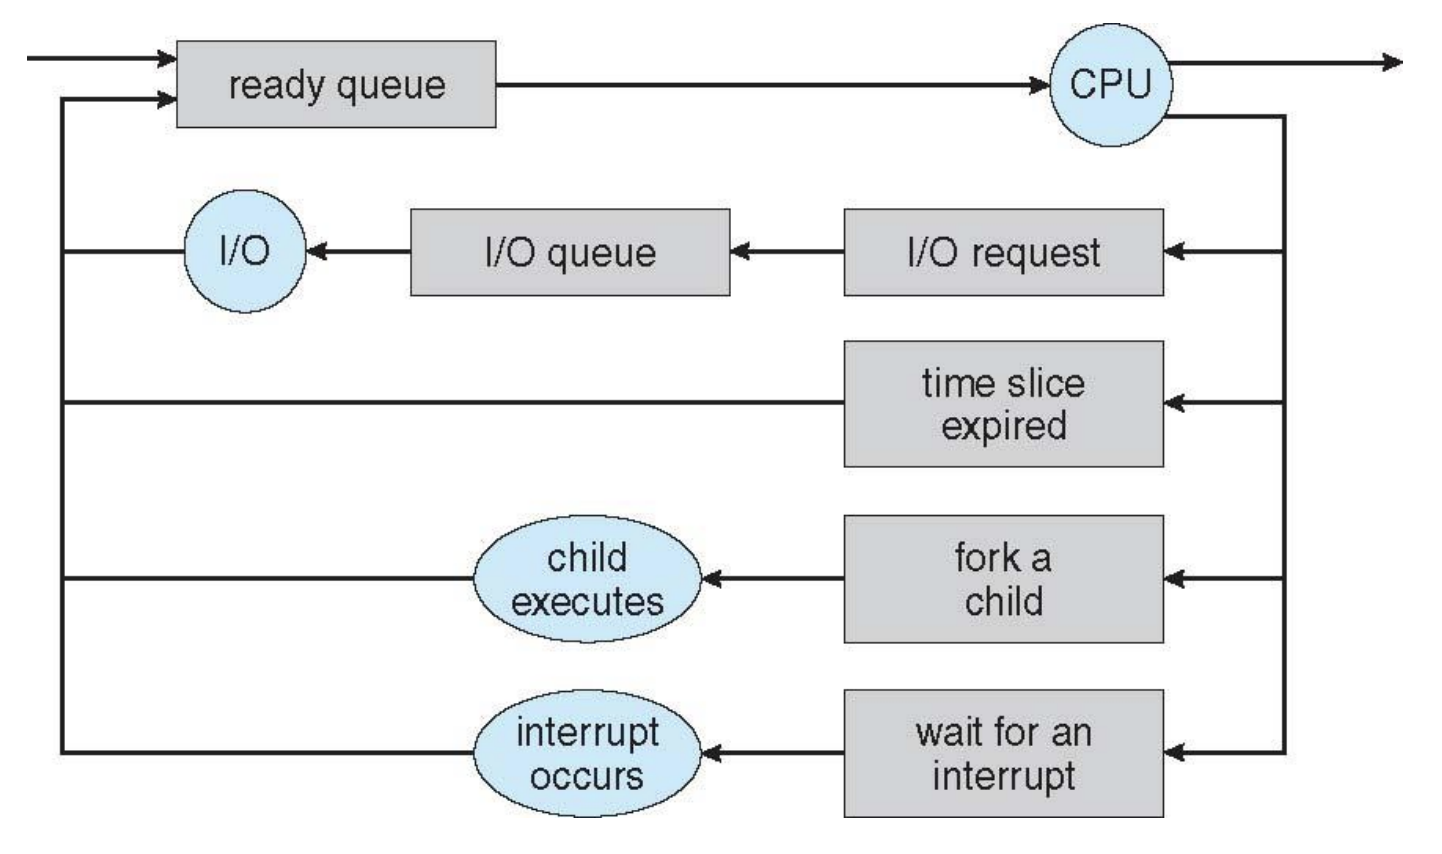 ready queue
CPU
I/O
I/O queue
I/O request
time slice
expired
child
executes
fork a
child
interrupt
occurs
wait for an
interrupt